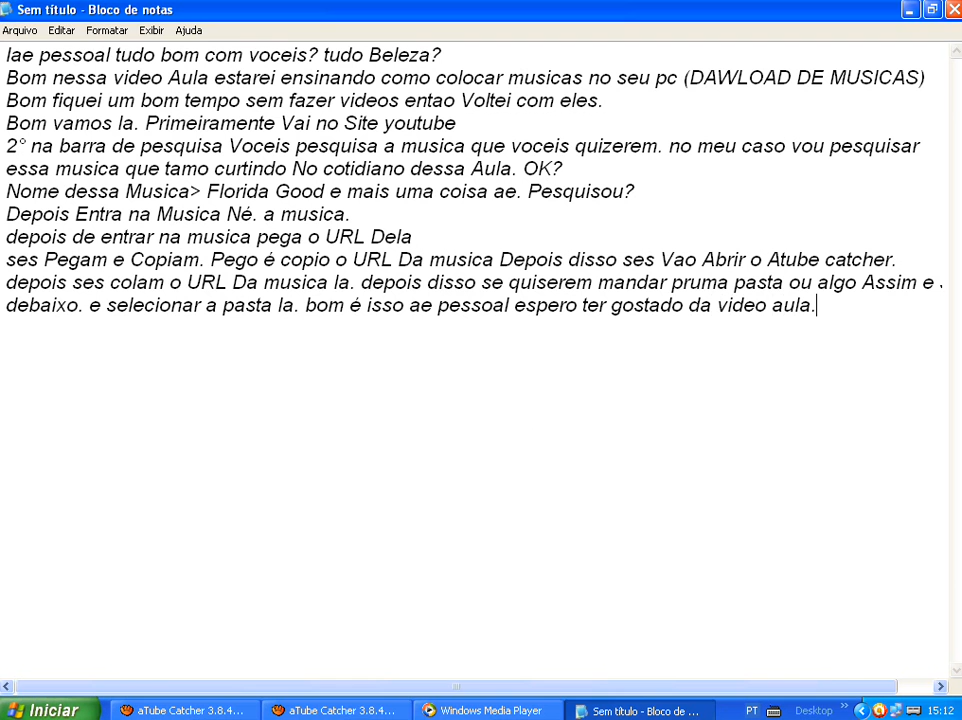 Sem título - Bloco de notas
Arquivo Editar Formatar Exibir Ajuda
Iae pessoal tudo bom com voceis? tudo Beleza?
Bom nessa video Aula estarei ensinando como colocar musicas no seu pc (DAWLOAD DE MUSICAS)
Bom fiquei um bom tempo sem fazer videos entao Voltei com eles.
Bom vamos la. Primeiramente Vai no Site youtube
2° na barra de pesquisa Voceis pesquisa a musica que voceis quizerem. no meu caso vou pesquisar
essa musica que tamo curtindo No cotidiano dessa Aula. OK?
Nome dessa Musica> Florida Good e mais uma coisa ae. Pesquisou?
Depois Entra na Musica Né. a musica.
depois de entrar na musica pega o URL Dela
ses Pegam e Copiam. Pego é copio o URL Da musica Depois disso ses Vao Abrir o Atube catcher.
depois ses colam o URL Da musica la. depois disso se quiserem mandar pruma pasta ou algo Assim e
debaixo. e selecionar a pasta la. bom é isso ae pessoal espero ter gostado da video aula.
Iniciar aTube Catcher 3.8.4... aTube Catcher 3.8.4... Windows Media Player Sem título - Bloco de ... PT Desktop 15:12